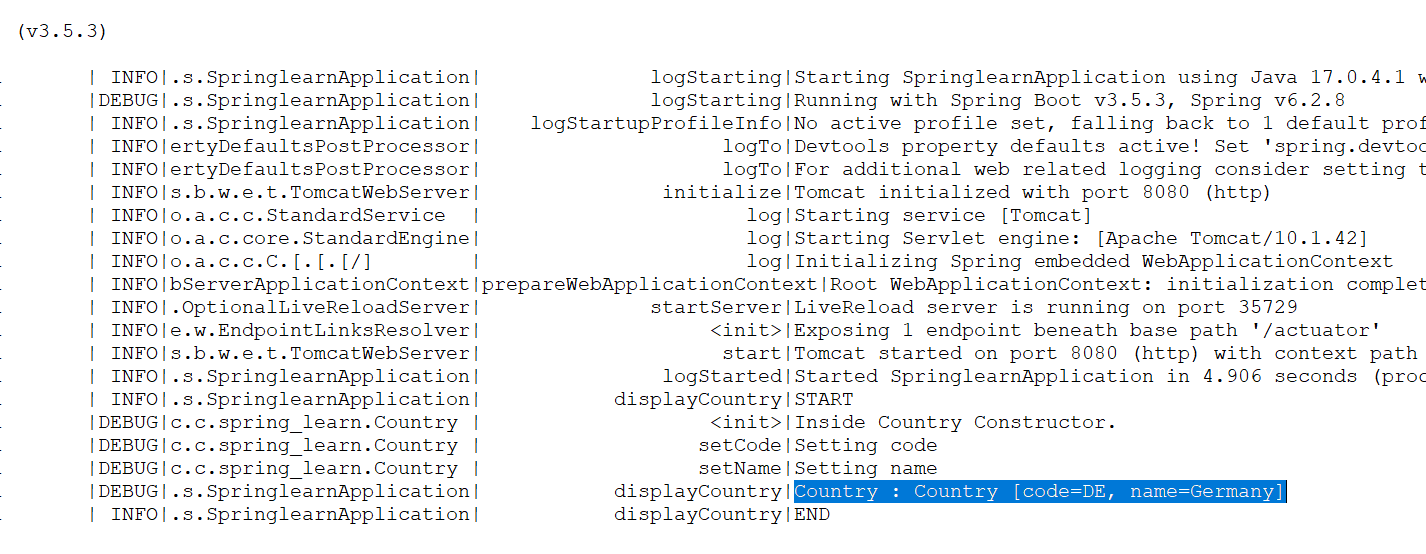 (v3.5.3)
| INFO|.s.SpringlearnApplication| logStarting|Starting SpringlearnApplication using Java 17.0.4.1 w
|DEBUG|.s.SpringlearnApplication| logStarting|Running with Spring Boot v3.5.3, Spring v6.2.8
| INFO|.s.SpringlearnApplication| logStartupProfileInfo|No active profile set, falling back to 1 default prof
| INFO|ertyDefaultsPostProcessor| logTo|Devtools property defaults active! Set 'spring.devtoo
| INFO|ertyDefaultsPostProcessor| logTo|For additional web related logging consider setting t
| INFO|s.b.w.e.t.TomcatWebServer| initialize|Tomcat initialized with port 8080 (http)
| INFO|o.a.c.c.StandardService | log|Starting service [Tomcat]
| INFO|o.a.c.core.StandardEngine| log|Starting Servlet engine: [Apache Tomcat/10.1.42]
| INFO|o.a.c.c.C.[.[.[/] | log|Initializing Spring embedded WebApplicationContext
| INFO|bServerApplicationContext|prepareWebApplicationContext|Root WebApplicationContext: initialization complet
| INFO|.OptionalLiveReloadServer| startServer|LiveReload server is running on port 35729
| INFO|e.w.EndpointLinksResolver| <init>|Exposing 1 endpoint beneath base path '/actuator'
| INFO|s.b.w.e.t.TomcatWebServer| start|Tomcat started on port 8080 (http) with context path
| INFO|.s.SpringlearnApplication| logStarted|Started SpringlearnApplication in 4.906 seconds (proc
| INFO|.s.SpringlearnApplication| displayCountry|START
|DEBUG|c.c.spring_learn.Country | <init>|Inside Country Constructor.
|DEBUG|c.c.spring_learn.Country | setCode|Setting code
|DEBUG|c.c.spring_learn.Country | setName|Setting name
|DEBUG|.s.SpringlearnApplication| displayCountry|Country : Country [code=DE, name=Germany]
| INFO|.s.SpringlearnApplication| displayCountry|END